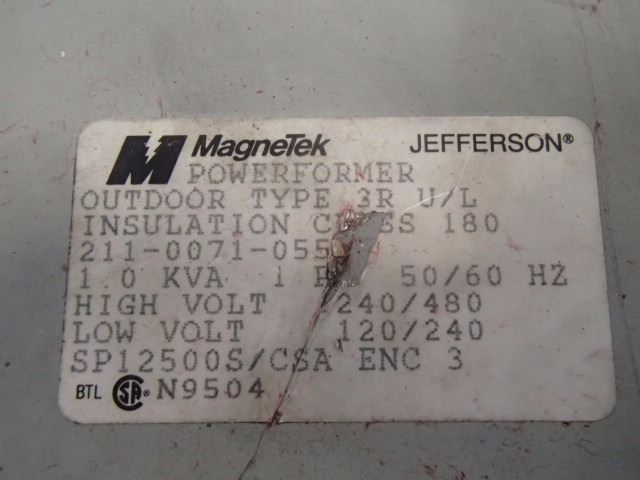 MagneTek JEFFERSON®
POWERFORMER
OUTDOOR TYPE 3R U/L
INSULATION 180
211-0071-055
1.0 KVA 1 50/60 HZ
HIGH VOLT 240/480
LOW VOLT 120/240
SP12500S/CSA ENC 3
BTL SA® N9504